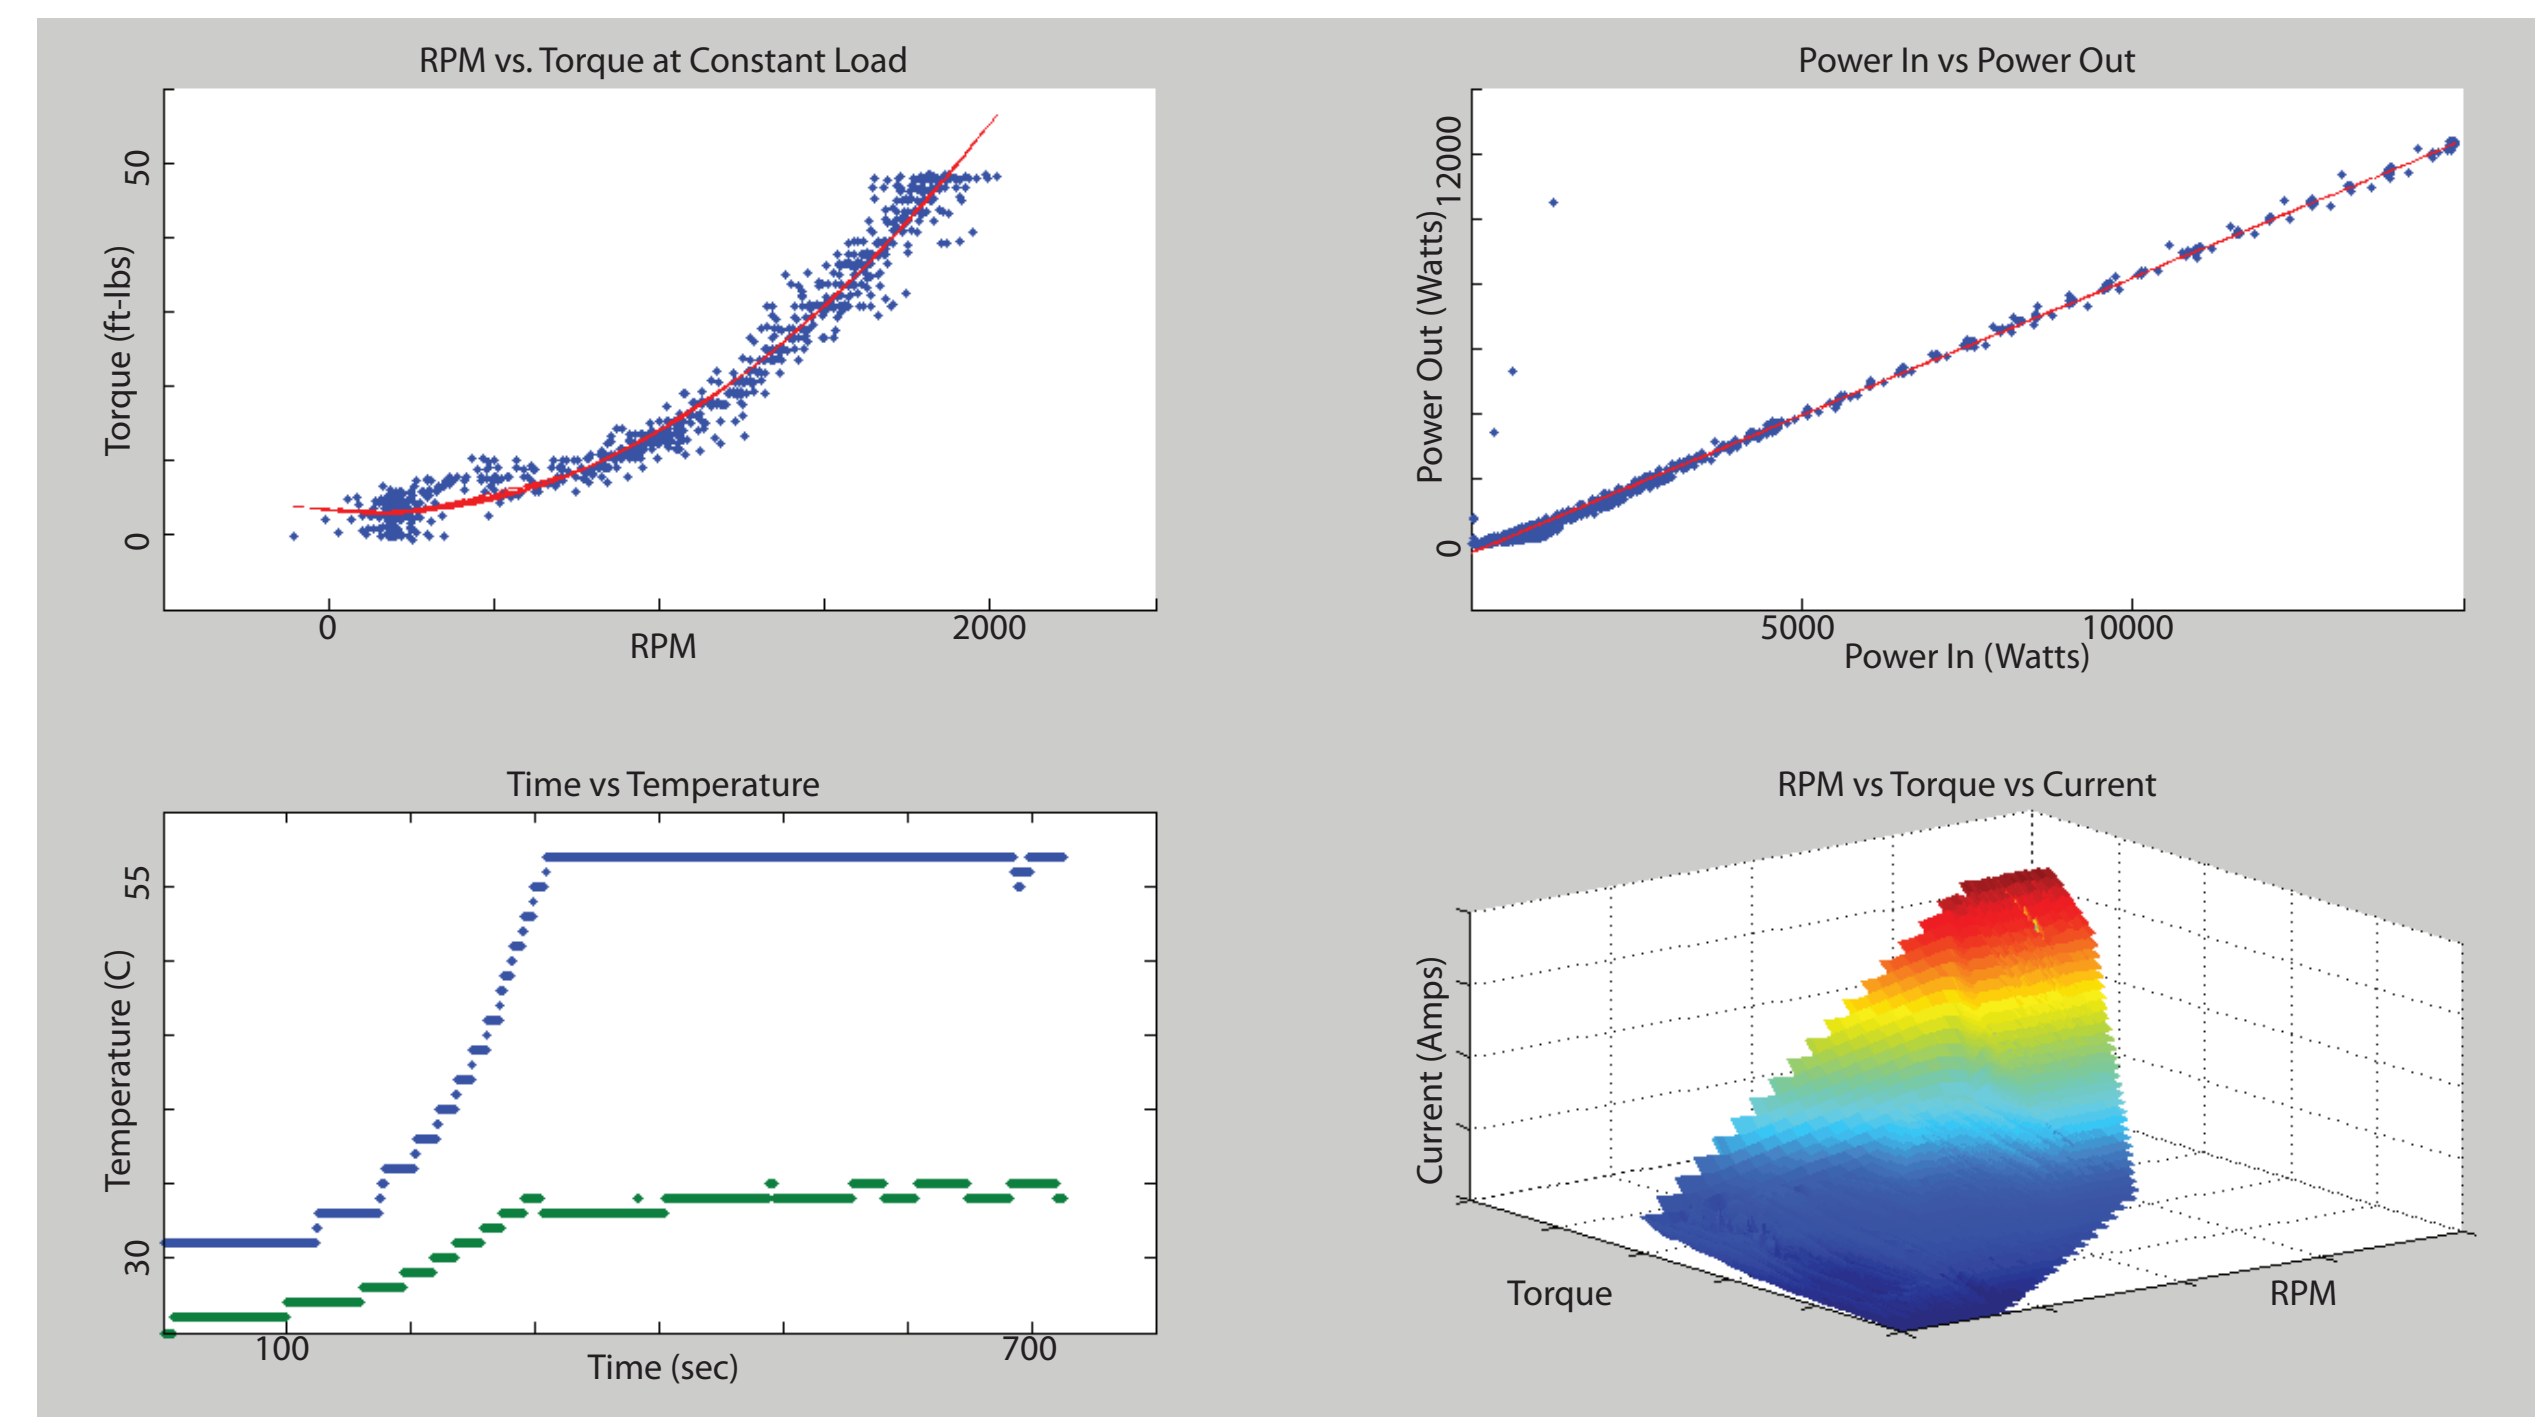 RPM vs. Torque at Constant Load
50
Torque (ft-lbs)
0
0
2000
RPM
Power In vs Power Out
12000
Power Out (Watts)
0
5000
10000
Power In (Watts)
Time vs Temperature
55
Temperature (C)
30
100
700
Time (sec)
RPM vs Torque vs Current
Current (Amps)
Torque
RPM